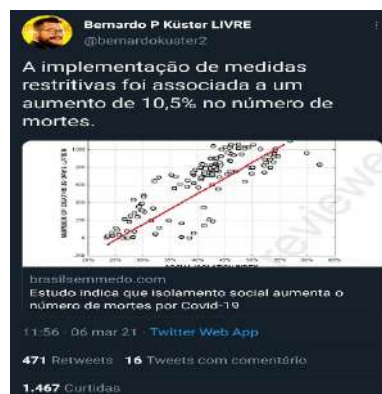 Bernardo P Küster LIVRE
@bernardokuster2
A implementação de medidas
restritivas foi associada a um
aumento de 10,5% no número de
mortes.
brasilsemmedo.com
Estudo indica que isolamento social aumenta o
número de mortes por Covid-19
11:56 · 06 mar 21 · Twitter Web App
471 Retweets 16 Tweets com comentário
1.467 Curtidas